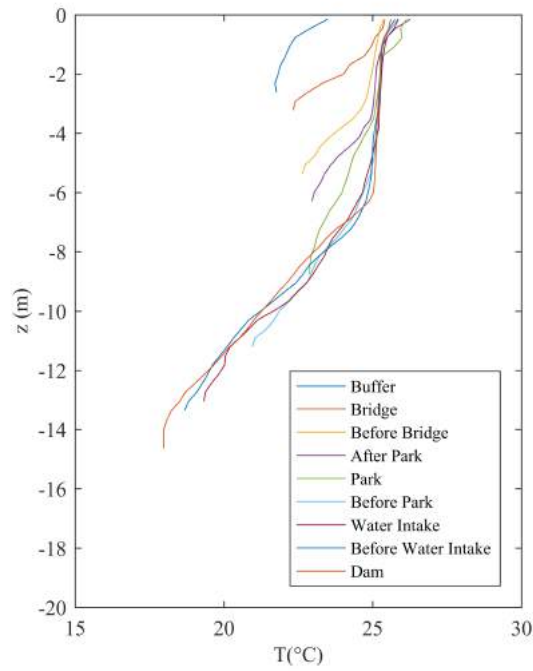 0
-2
-4
-6
-8
-10
-12
-14
-16
-18
-20
z (m)
15
20
25
30
T(°C)
Buffer
Bridge
Before Bridge
After Park
Park
Before Park
Water Intake
Before Water Intake
Dam